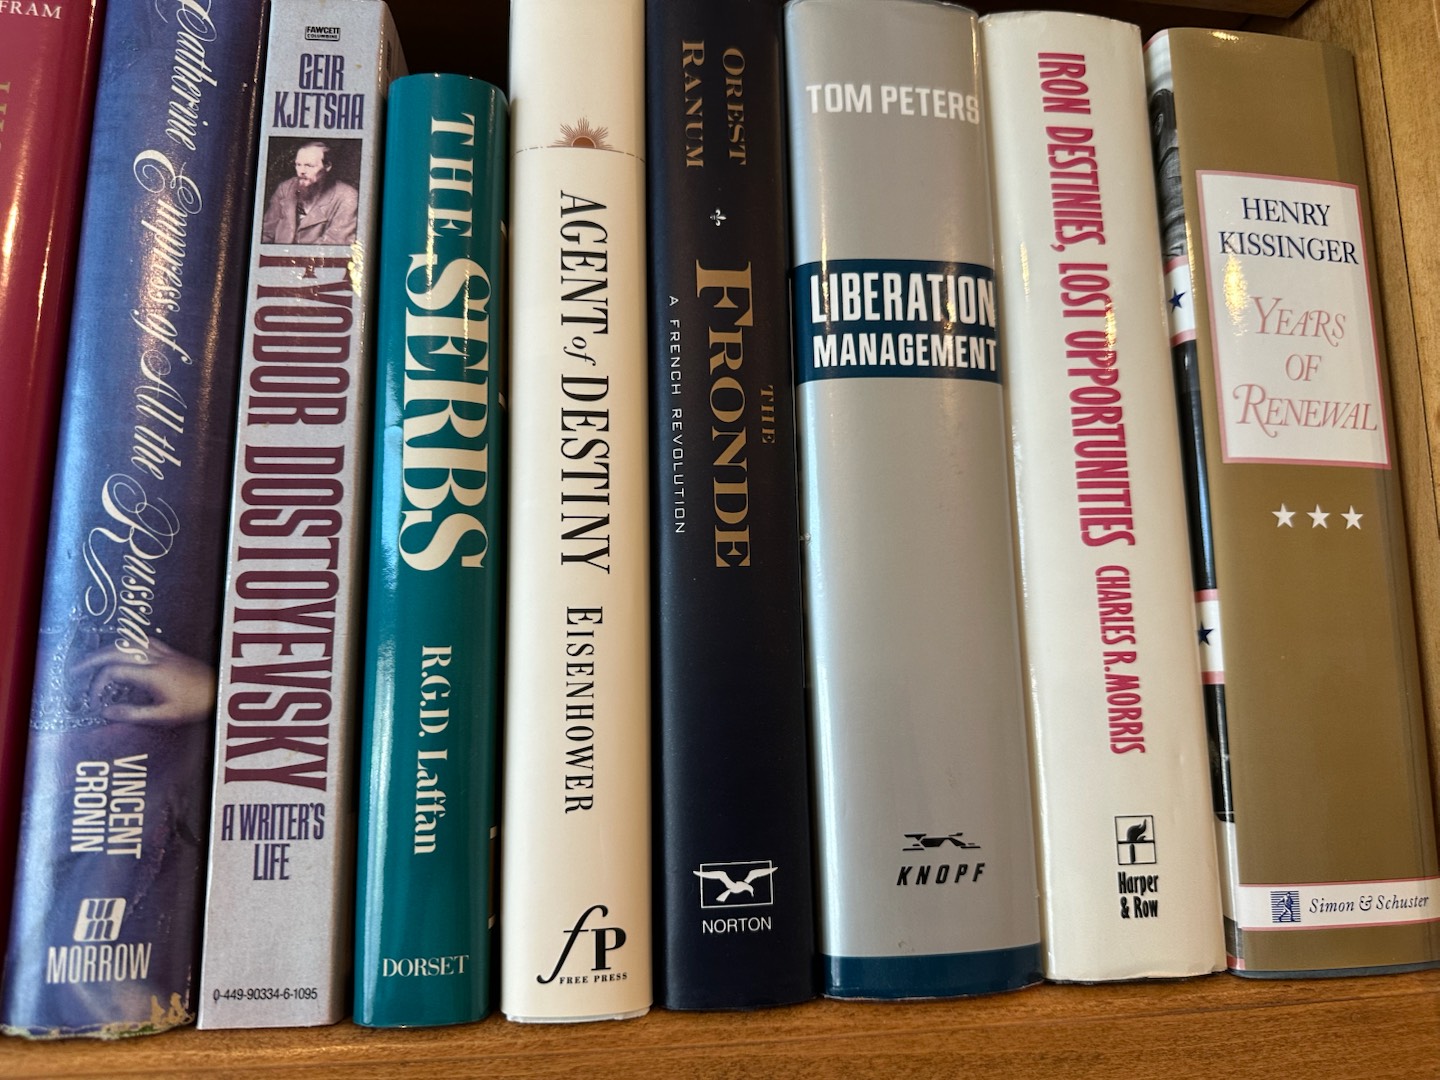 FRAM
Catherine Empress of All the Russias
VINCENT
CRONIN
MORROW
FAWCETT
COLUMBINE
GEIR
KJETSAA
FYODOR DOSTOYEVSKY
A WRITER'S
LIFE
0-449-90334-6-1095
THE SERBS
R.G.D. Laffan
DORSET
AGENT of DESTINY
EISENHOWER
fP
FREE PRESS
OREST
RANUM
THE
FRONDE
A FRENCH REVOLUTION
NORTON
TOM PETERS
LIBERATION
MANAGEMENT
KNOPF
IRON DESTINIES, LOST OPPORTUNITIES
CHARLES R. MORRIS
Harper
& Row
HENRY
KISSINGER
YEARS
OF
RENEWAL
Simon & Schuster